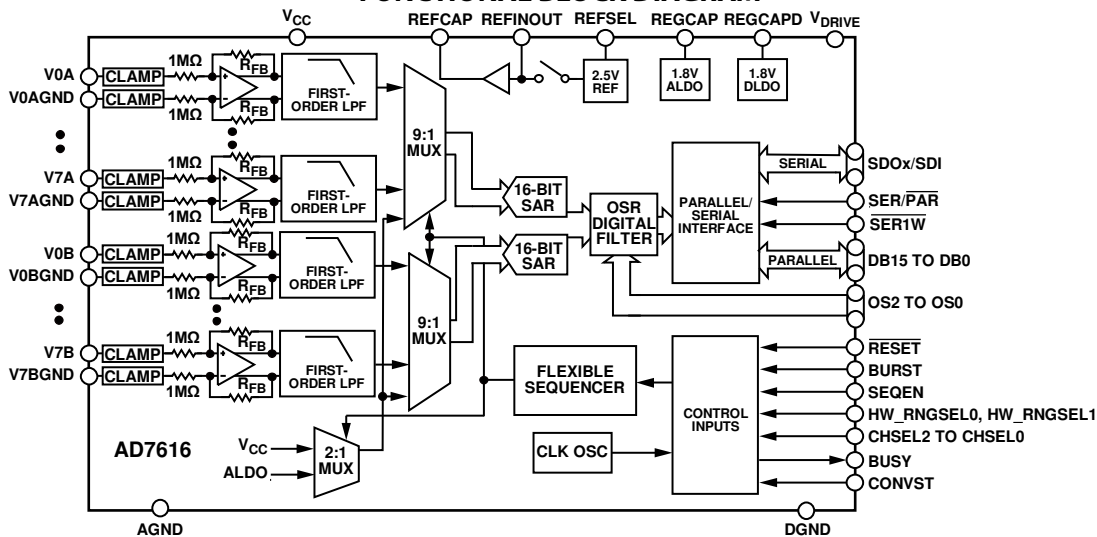 FUNCTIONAL BLOCK DIAGRAM
VCC
REFCAP
REFINOUT
REFSEL
REGCAP
REGCAPD
VDRIVE
V0A
CLAMP
1MΩ
RFB
V0AGND
CLAMP
1MΩ
RFB
FIRST-
ORDER LPF
9:1
MUX
2.5V
REF
1.8V
ALDO
1.8V
DLDO
V7A
CLAMP
1MΩ
RFB
V7AGND
CLAMP
1MΩ
RFB
FIRST-
ORDER LPF
16-BIT
SAR
OSR
DIGITAL
FILTER
PARALLEL/
SERIAL
INTERFACE
SERIAL
SDOx/SDI
SER/PAR
SER1W
PARALLEL
DB15 TO DB0
OS2 TO OS0
V0B
CLAMP
1MΩ
RFB
V0BGND
CLAMP
1MΩ
RFB
FIRST-
ORDER LPF
16-BIT
SAR
9:1
MUX
V7B
CLAMP
1MΩ
RFB
V7BGND
CLAMP
1MΩ
RFB
FIRST-
ORDER LPF
FLEXIBLE
SEQUENCER
CONTROL
INPUTS
RESET
BURST
SEQEN
HW_RNGSEL0, HW_RNGSEL1
CHSEL2 TO CHSEL0
BUSY
CONVST
AD7616
VCC
ALDO
2:1
MUX
CLK OSC
AGND
DGND